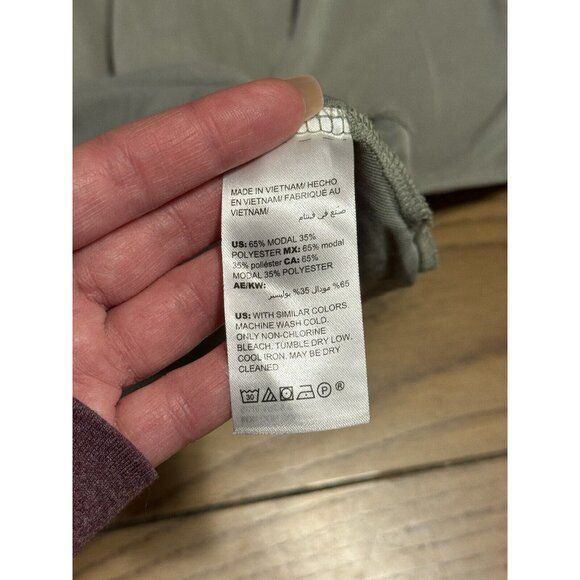 MADE IN VIETNAM/ HECHO
EN VIETNAM/ FABRIQUÉ AU
VIETNAM/
صنع في فيتنام
US: 65% MODAL 35%
POLYESTER MX: 65% modal
35% poliéster CA: 65%
MODAL 35% POLYESTER
AE/KW:
65% مودال 35% بوليستر
US: WITH SIMILAR COLORS.
MACHINE WASH COLD.
ONLY NON-CHLORINE
BLEACH. TUMBLE DRY LOW.
COOL IRON. MAY BE DRY
CLEANED
30 P ®